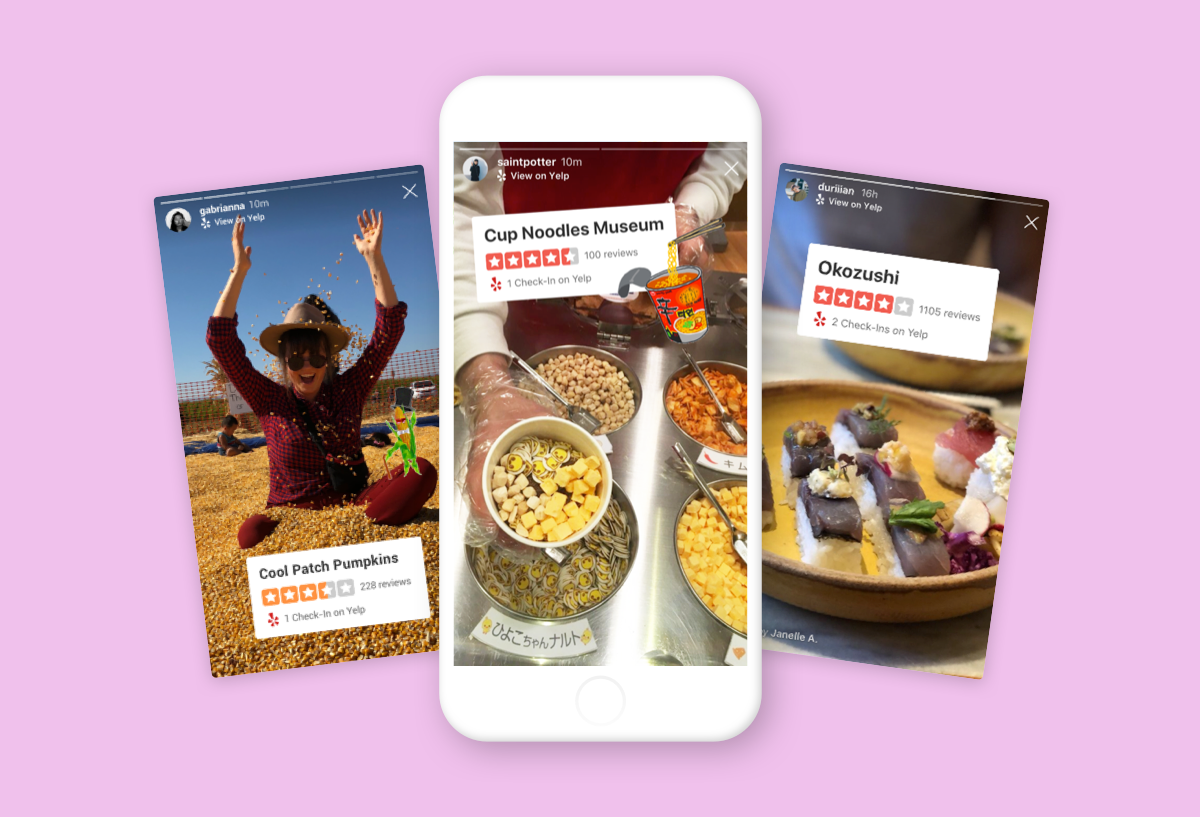 gabrianna 10m
View on Yelp
Cool Patch Pumpkins
228 reviews
1 Check-In on Yelp
saintpotter 10m
View on Yelp
Cup Noodles Museum
100 reviews
1 Check-In on Yelp
辛
キム
ひよこちゃんナルト
duriiian 16h
View on Yelp
Okozushi
1105 reviews
2 Check-Ins on Yelp
Janelle A.